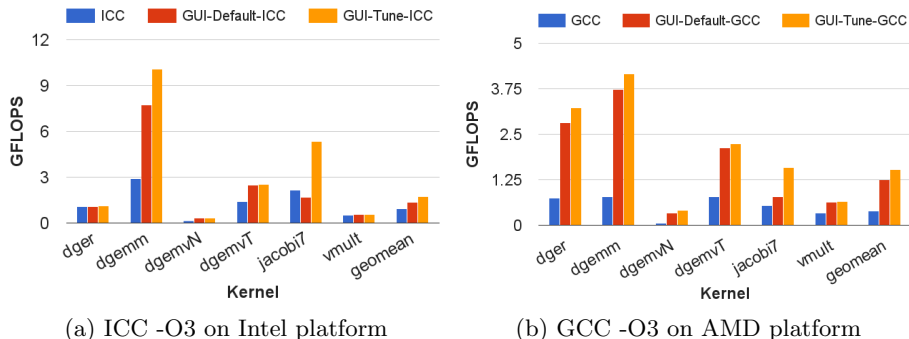 ICC GUI-Default-ICC GUI-Tune-ICC
12
9
6
3
0
GFLOPS
dger dgemm dgemvN dgemvT jacobi7 vmult geomean
Kernel
(a) ICC -O3 on Intel platform
GCC GUI-Default-GCC GUI-Tune-GCC
5
3.75
2.5
1.25
0
GFLOPS
dger dgemm dgemvN dgemvT jacobi7 vmult geomean
Kernel
(b) GCC -O3 on AMD platform